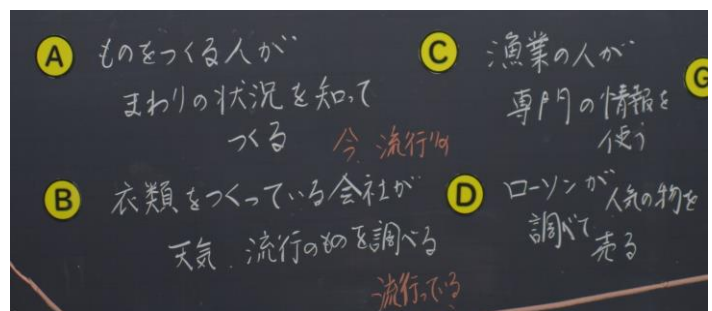 A ものをつくる人が
まわりの状況を知って
つくる
今 流行りの
B 衣類をつくっている会社が
天気、流行のものを調べる
流行っている
C 漁業の人が
専門の情報を
使う
D ローソンが人気の物を
調べて
売る
G